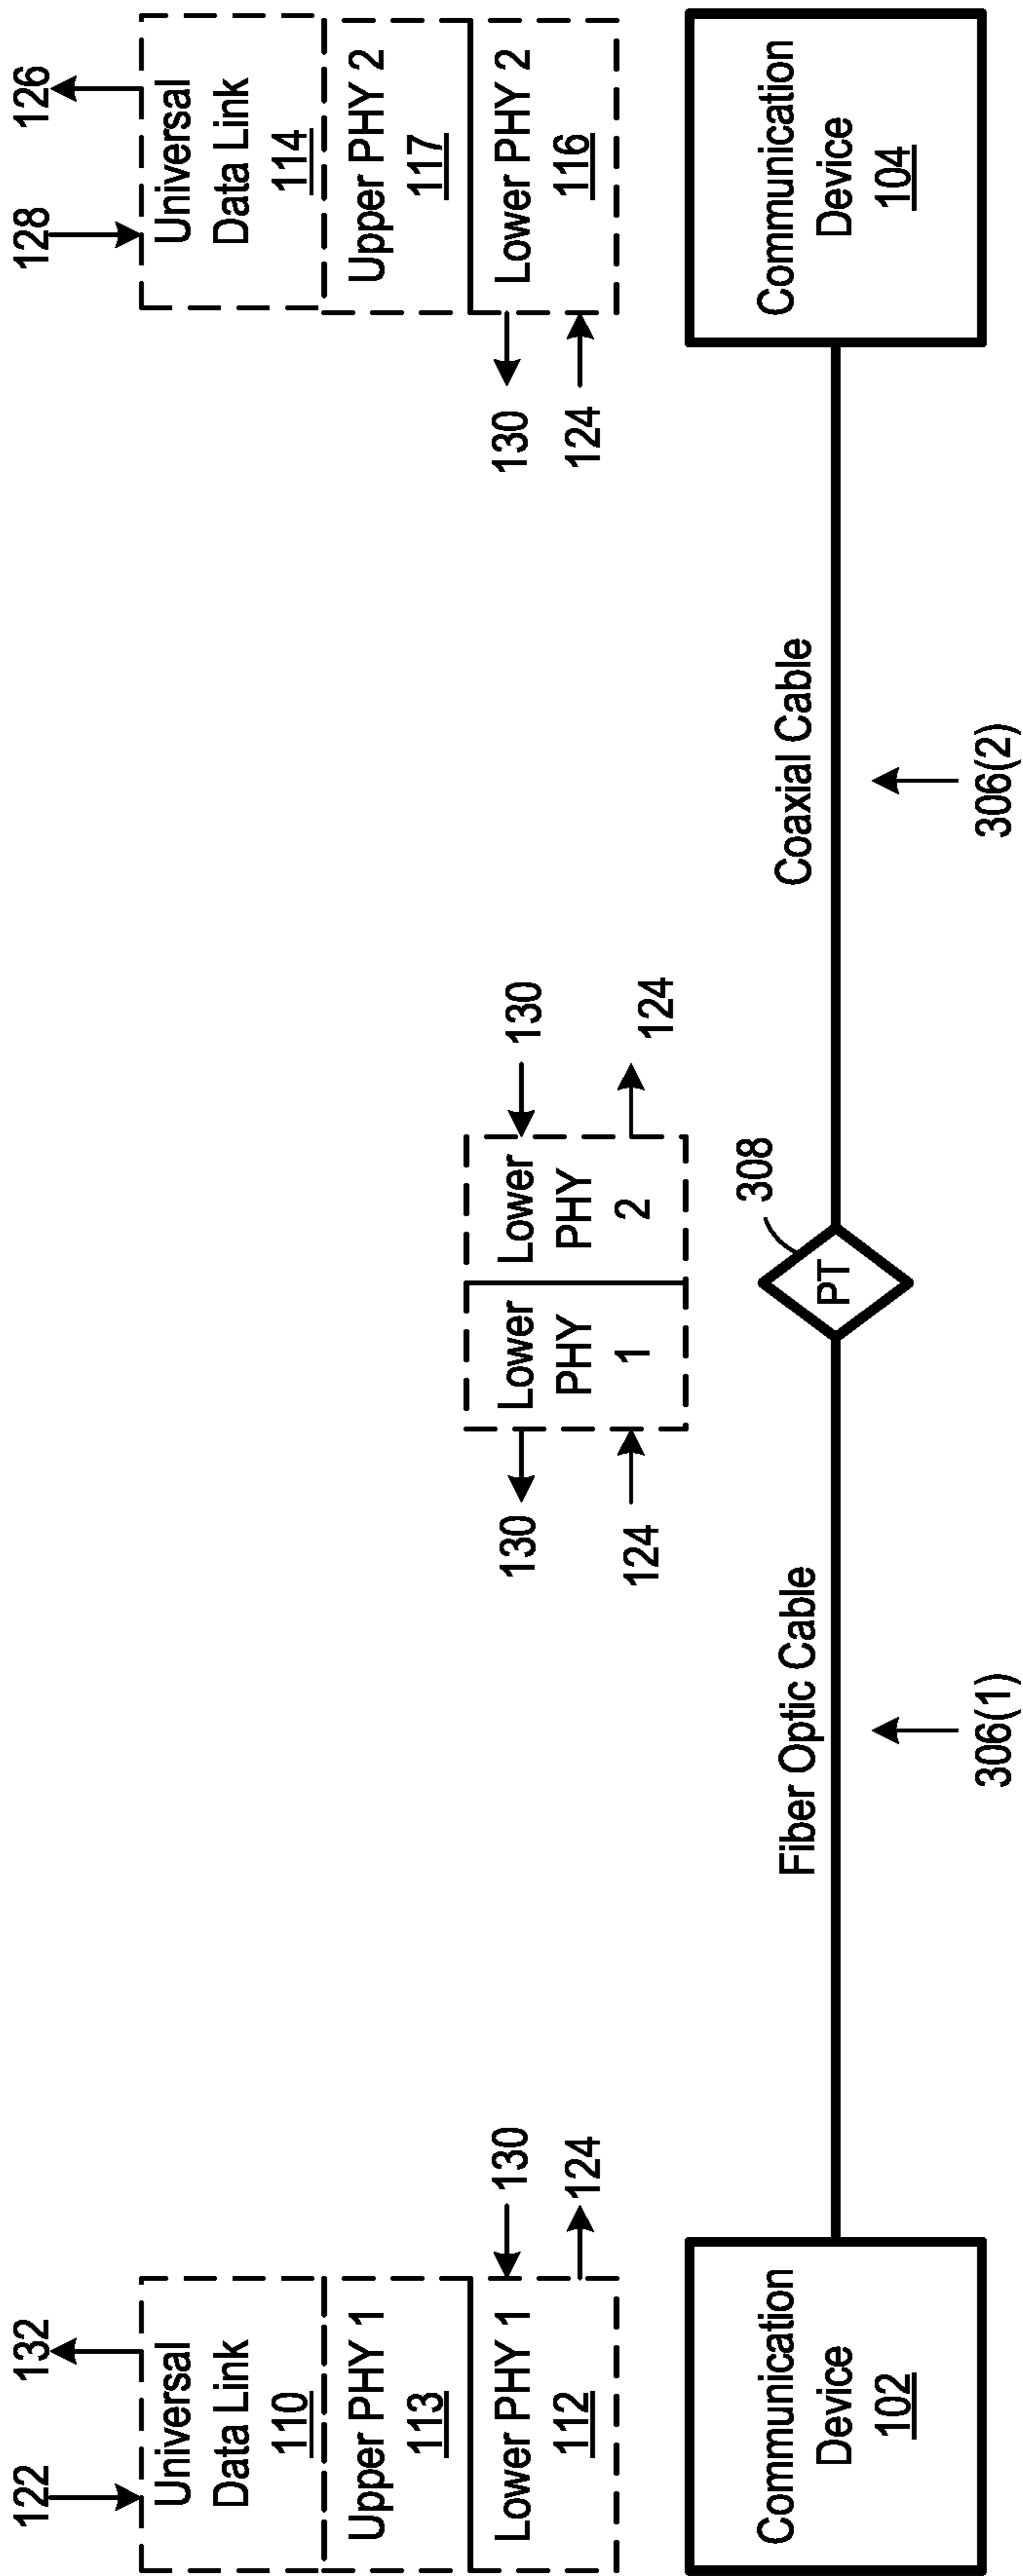 122
132
Universal
Data Link
110
Upper PHY 1
113
Lower PHY 1
112
130
124
Communication
Device
102
130
124
Lower
PHY
1
Lower
PHY
2
130
124
308
PT
Fiber Optic Cable
306(1)
Coaxial Cable
306(2)
128
126
Universal
Data Link
114
Upper PHY 2
117
Lower PHY 2
116
130
124
Communication
Device
104